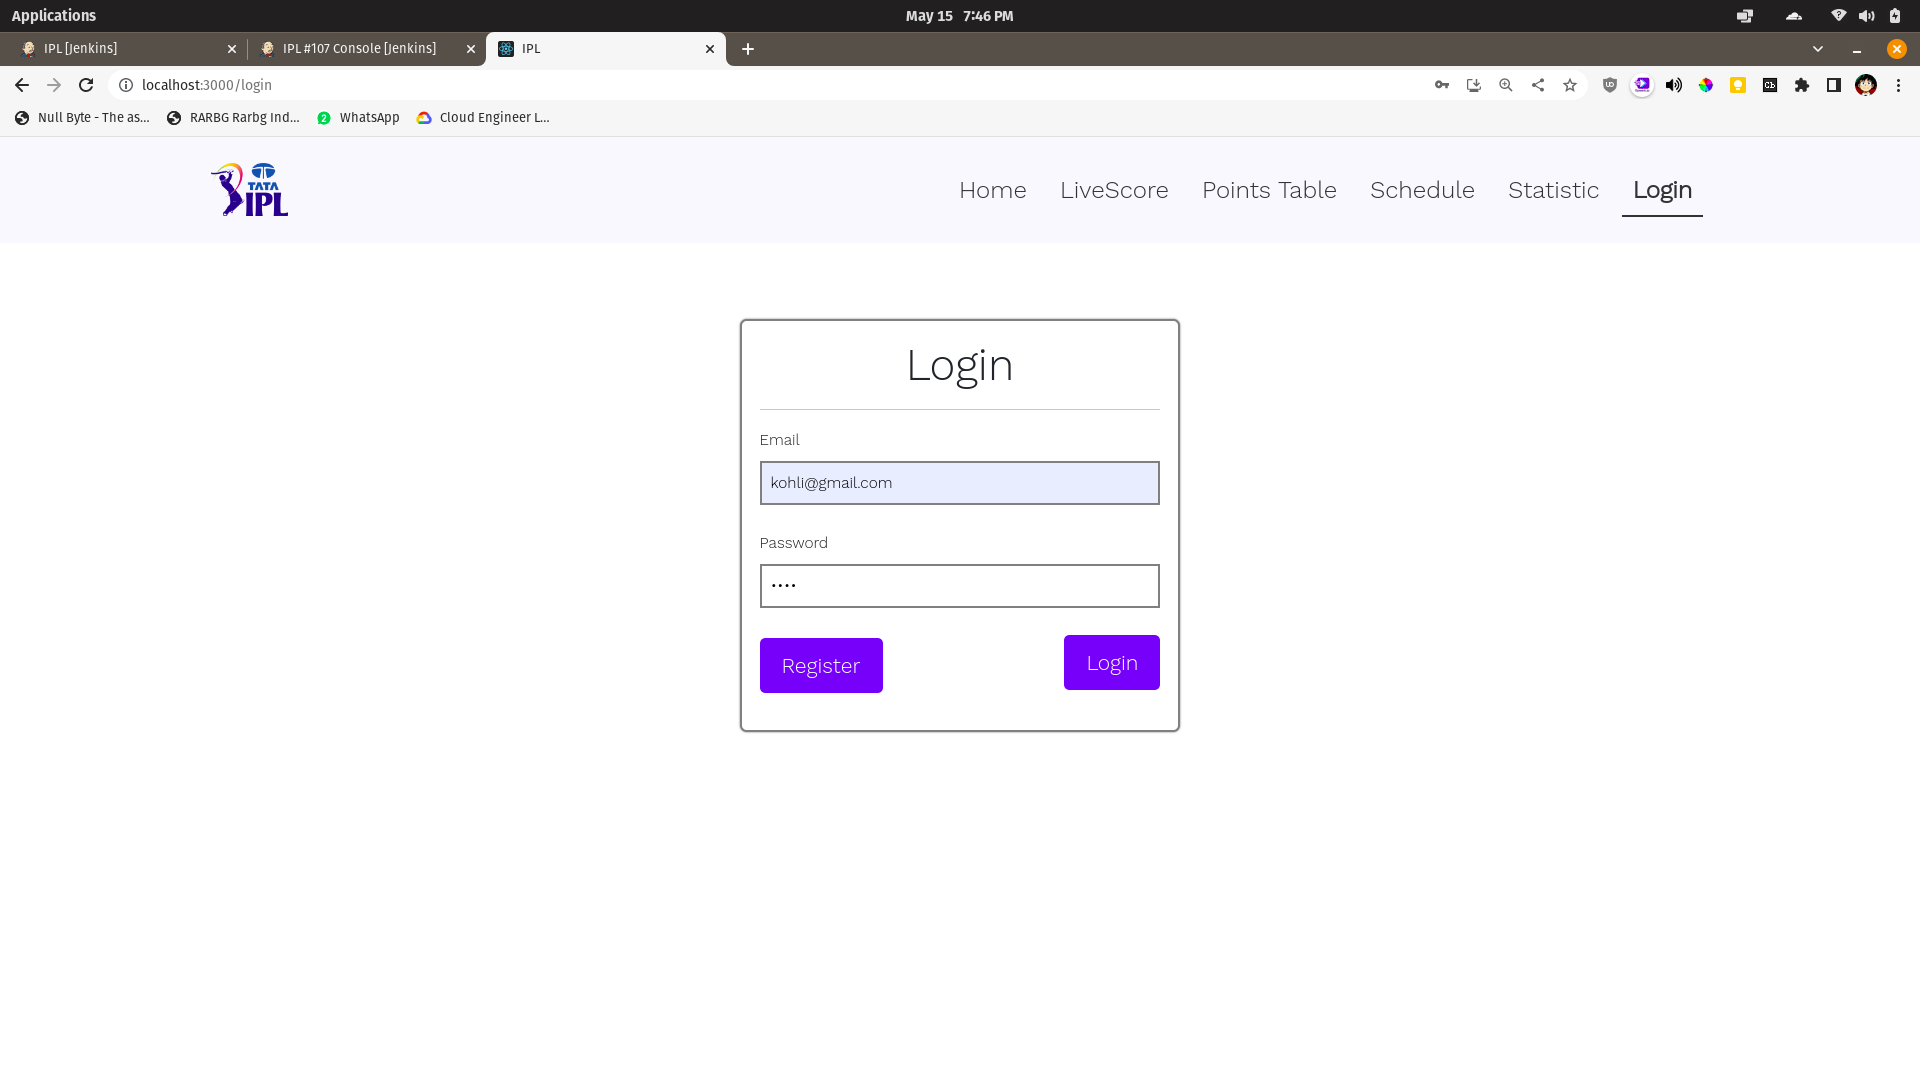 Applications May 15 7:46 PM
IPL [Jenkins] IPL #107 Console [Jenkins] IPL
localhost:3000/login
Null Byte - The as... RARBG Rarbg Ind... WhatsApp Cloud Engineer L...
TATA
IPL
Home LiveScore Points Table Schedule Statistic Login
Login
Email
kohli@gmail.com
Password
••••
Register Login